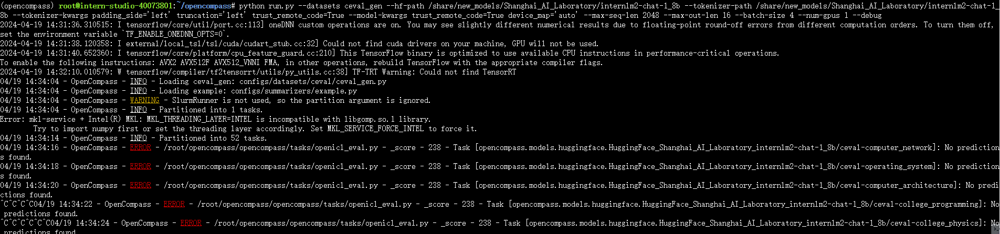 (opencompass) root@intern-studio-40073801:~/opencompass# python run.py --datasets ceval_gen --hf-path /share/new_models/Shanghai_AI_Laboratory/internlm2-chat-1_8b --tokenizer-path /share/new_models/Shanghai_AI_Laboratory/internlm2-chat-1_
8b --tokenizer-kwargs padding_side='left' truncation='left' trust_remote_code=True --model-kwargs trust_remote_code=True device_map='auto' --max-seq-len 2048 --max-out-len 16 --batch-size 4 --num-gpus 1 --debug
2024-04-19 14:31:36.310515: I tensorflow/core/util/port.cc:113] oneDNN custom operations are on. You may see slightly different numerical results due to floating-point round-off errors from different computation orders. To turn them off,
set the environment variable `TF_ENABLE_ONEDNN_OPTS=0`.
2024-04-19 14:31:38.120358: I external/local_tsl/tsl/cuda/cudart_stub.cc:32] Could not find cuda drivers on your machine, GPU will not be used.
2024-04-19 14:31:40.652360: I tensorflow/core/platform/cpu_feature_guard.cc:210] This TensorFlow binary is optimized to use available CPU instructions in performance-critical operations.
To enable the following instructions: AVX2 AVX512F AVX512_VNNI FMA, in other operations, rebuild TensorFlow with the appropriate compiler flags.
2024-04-19 14:32:10.010579: W tensorflow/compiler/tf2tensorrt/utils/py_utils.cc:38] TF-TRT Warning: Could not find TensorRT
04/19 14:34:04 - OpenCompass - INFO - Loading ceval_gen: configs/datasets/ceval/ceval_gen.py
04/19 14:34:04 - OpenCompass - INFO - Loading example: configs/summarizers/example.py
04/19 14:34:04 - OpenCompass - WARNING - SlurmRunner is not used, so the partition argument is ignored.
04/19 14:34:04 - OpenCompass - INFO - Partitioned into 1 tasks.
Error: mkl-service + Intel(R) MKL: MKL_THREADING_LAYER=INTEL is incompatible with libgomp.so.1 library.
Try to import numpy first or set the threading layer accordingly. Set MKL_SERVICE_FORCE_INTEL to force it.
04/19 14:34:14 - OpenCompass - INFO - Partitioned into 52 tasks.
04/19 14:34:16 - OpenCompass - ERROR - /root/opencompass/opencompass/tasks/openicl_eval.py - _score - 238 - Task [opencompass.models.huggingface.HuggingFace_Shanghai_AI_Laboratory_internlm2-chat-1_8b/ceval-computer_network]: No prediction
s found.
04/19 14:34:18 - OpenCompass - ERROR - /root/opencompass/opencompass/tasks/openicl_eval.py - _score - 238 - Task [opencompass.models.huggingface.HuggingFace_Shanghai_AI_Laboratory_internlm2-chat-1_8b/ceval-operating_system]: No prediction
s found.
04/19 14:34:20 - OpenCompass - ERROR - /root/opencompass/opencompass/tasks/openicl_eval.py - _score - 238 - Task [opencompass.models.huggingface.HuggingFace_Shanghai_AI_Laboratory_internlm2-chat-1_8b/ceval-computer_architecture]: No predi
ctions found.
^C^C^C^C04/19 14:34:22 - OpenCompass - ERROR - /root/opencompass/opencompass/tasks/openicl_eval.py - _score - 238 - Task [opencompass.models.huggingface.HuggingFace_Shanghai_AI_Laboratory_internlm2-chat-1_8b/ceval-college_programming]: No
predictions found.
^C^C^C^C^C^C04/19 14:34:24 - OpenCompass - ERROR - /root/opencompass/opencompass/tasks/openicl_eval.py - _score - 238 - Task [opencompass.models.huggingface.HuggingFace_Shanghai_AI_Laboratory_internlm2-chat-1_8b/ceval-college_physics]: No
predictions found.